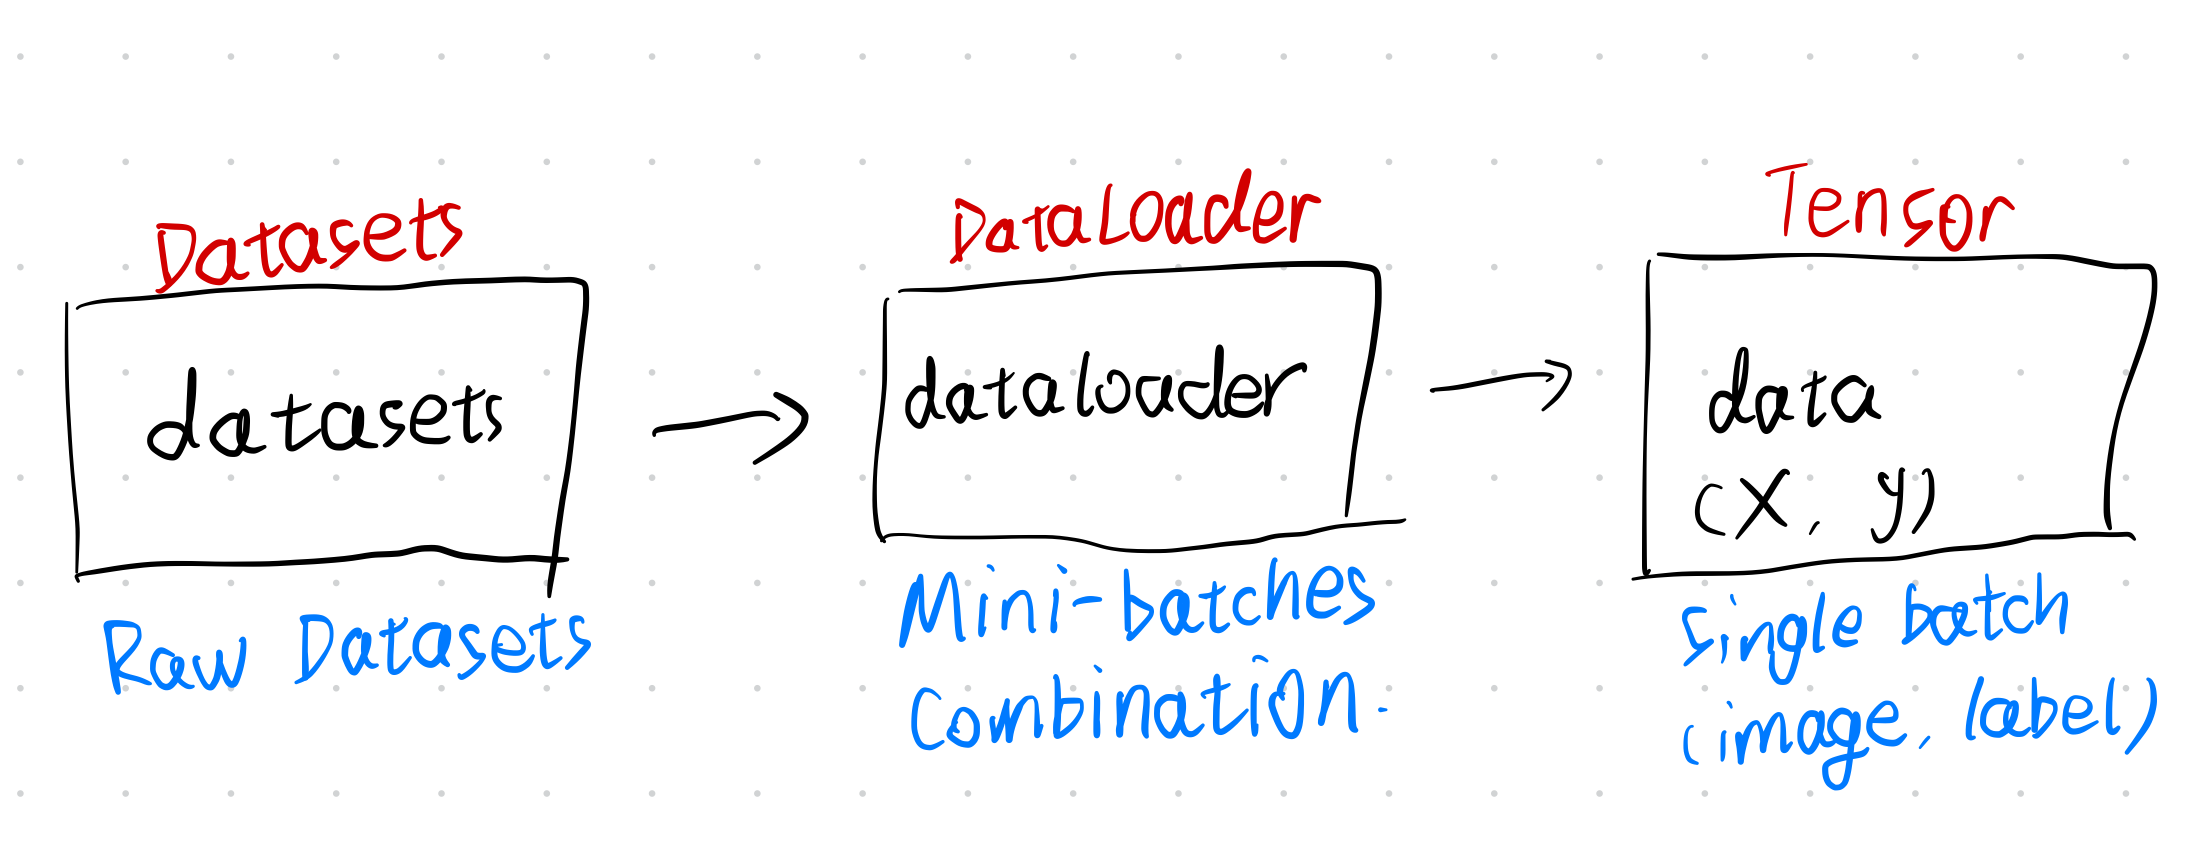 Datasets
datasets
Raw Datasets
DataLoader
dataloader
Mini-batches
combination.
Tensor
data
(X, y)
single batch
(image, label)